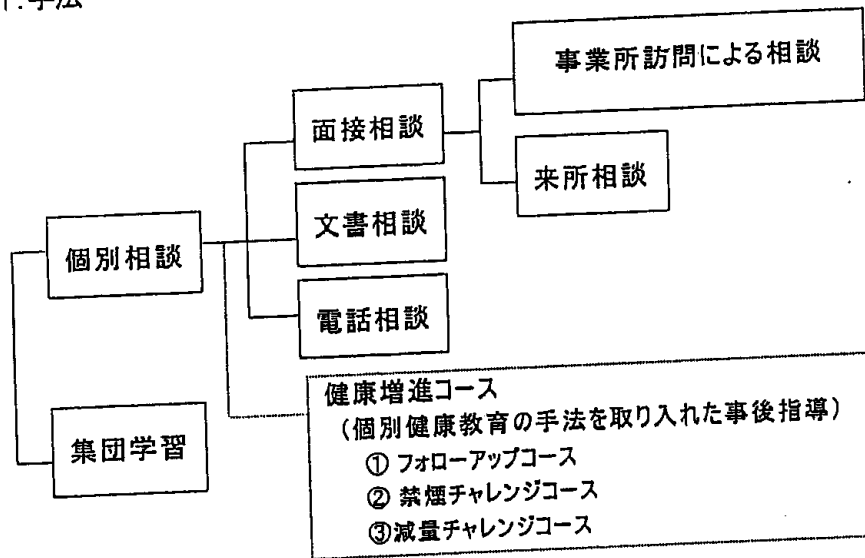 1.手法
事業所訪問による相談
面接相談
来所相談
文書相談
個別相談
電話相談
健康増進コース
(個別健康教育の手法を取り入れた事後指導)
① フォローアップコース
② 禁煙チャレンジコース
③減量チャレンジコース
集団学習